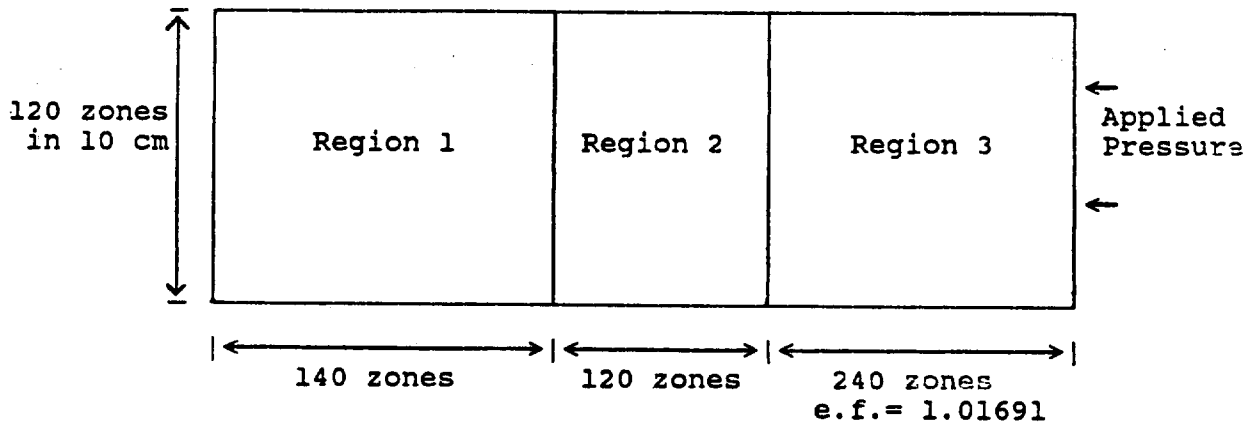 120 zones
in 10 cm
Region 1
Region 2
Region 3
Applied
Pressure
140 zones
120 zones
240 zones
e.f.= 1.01691